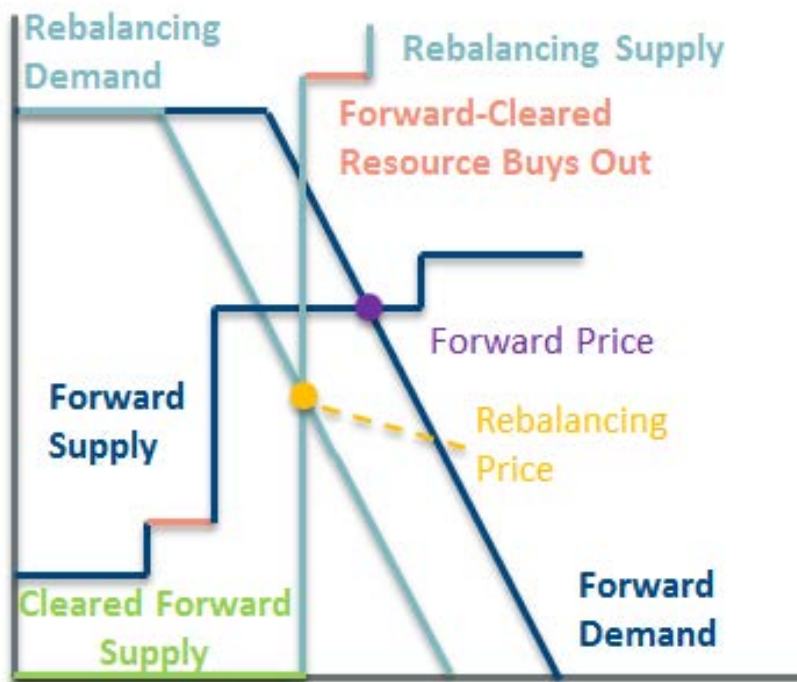 Rebalancing
Demand
Rebalancing Supply
Forward-Cleared
Resource Buys Out
Forward Price
Forward
Supply
Rebalancing
Price
Cleared Forward
Supply
Forward
Demand